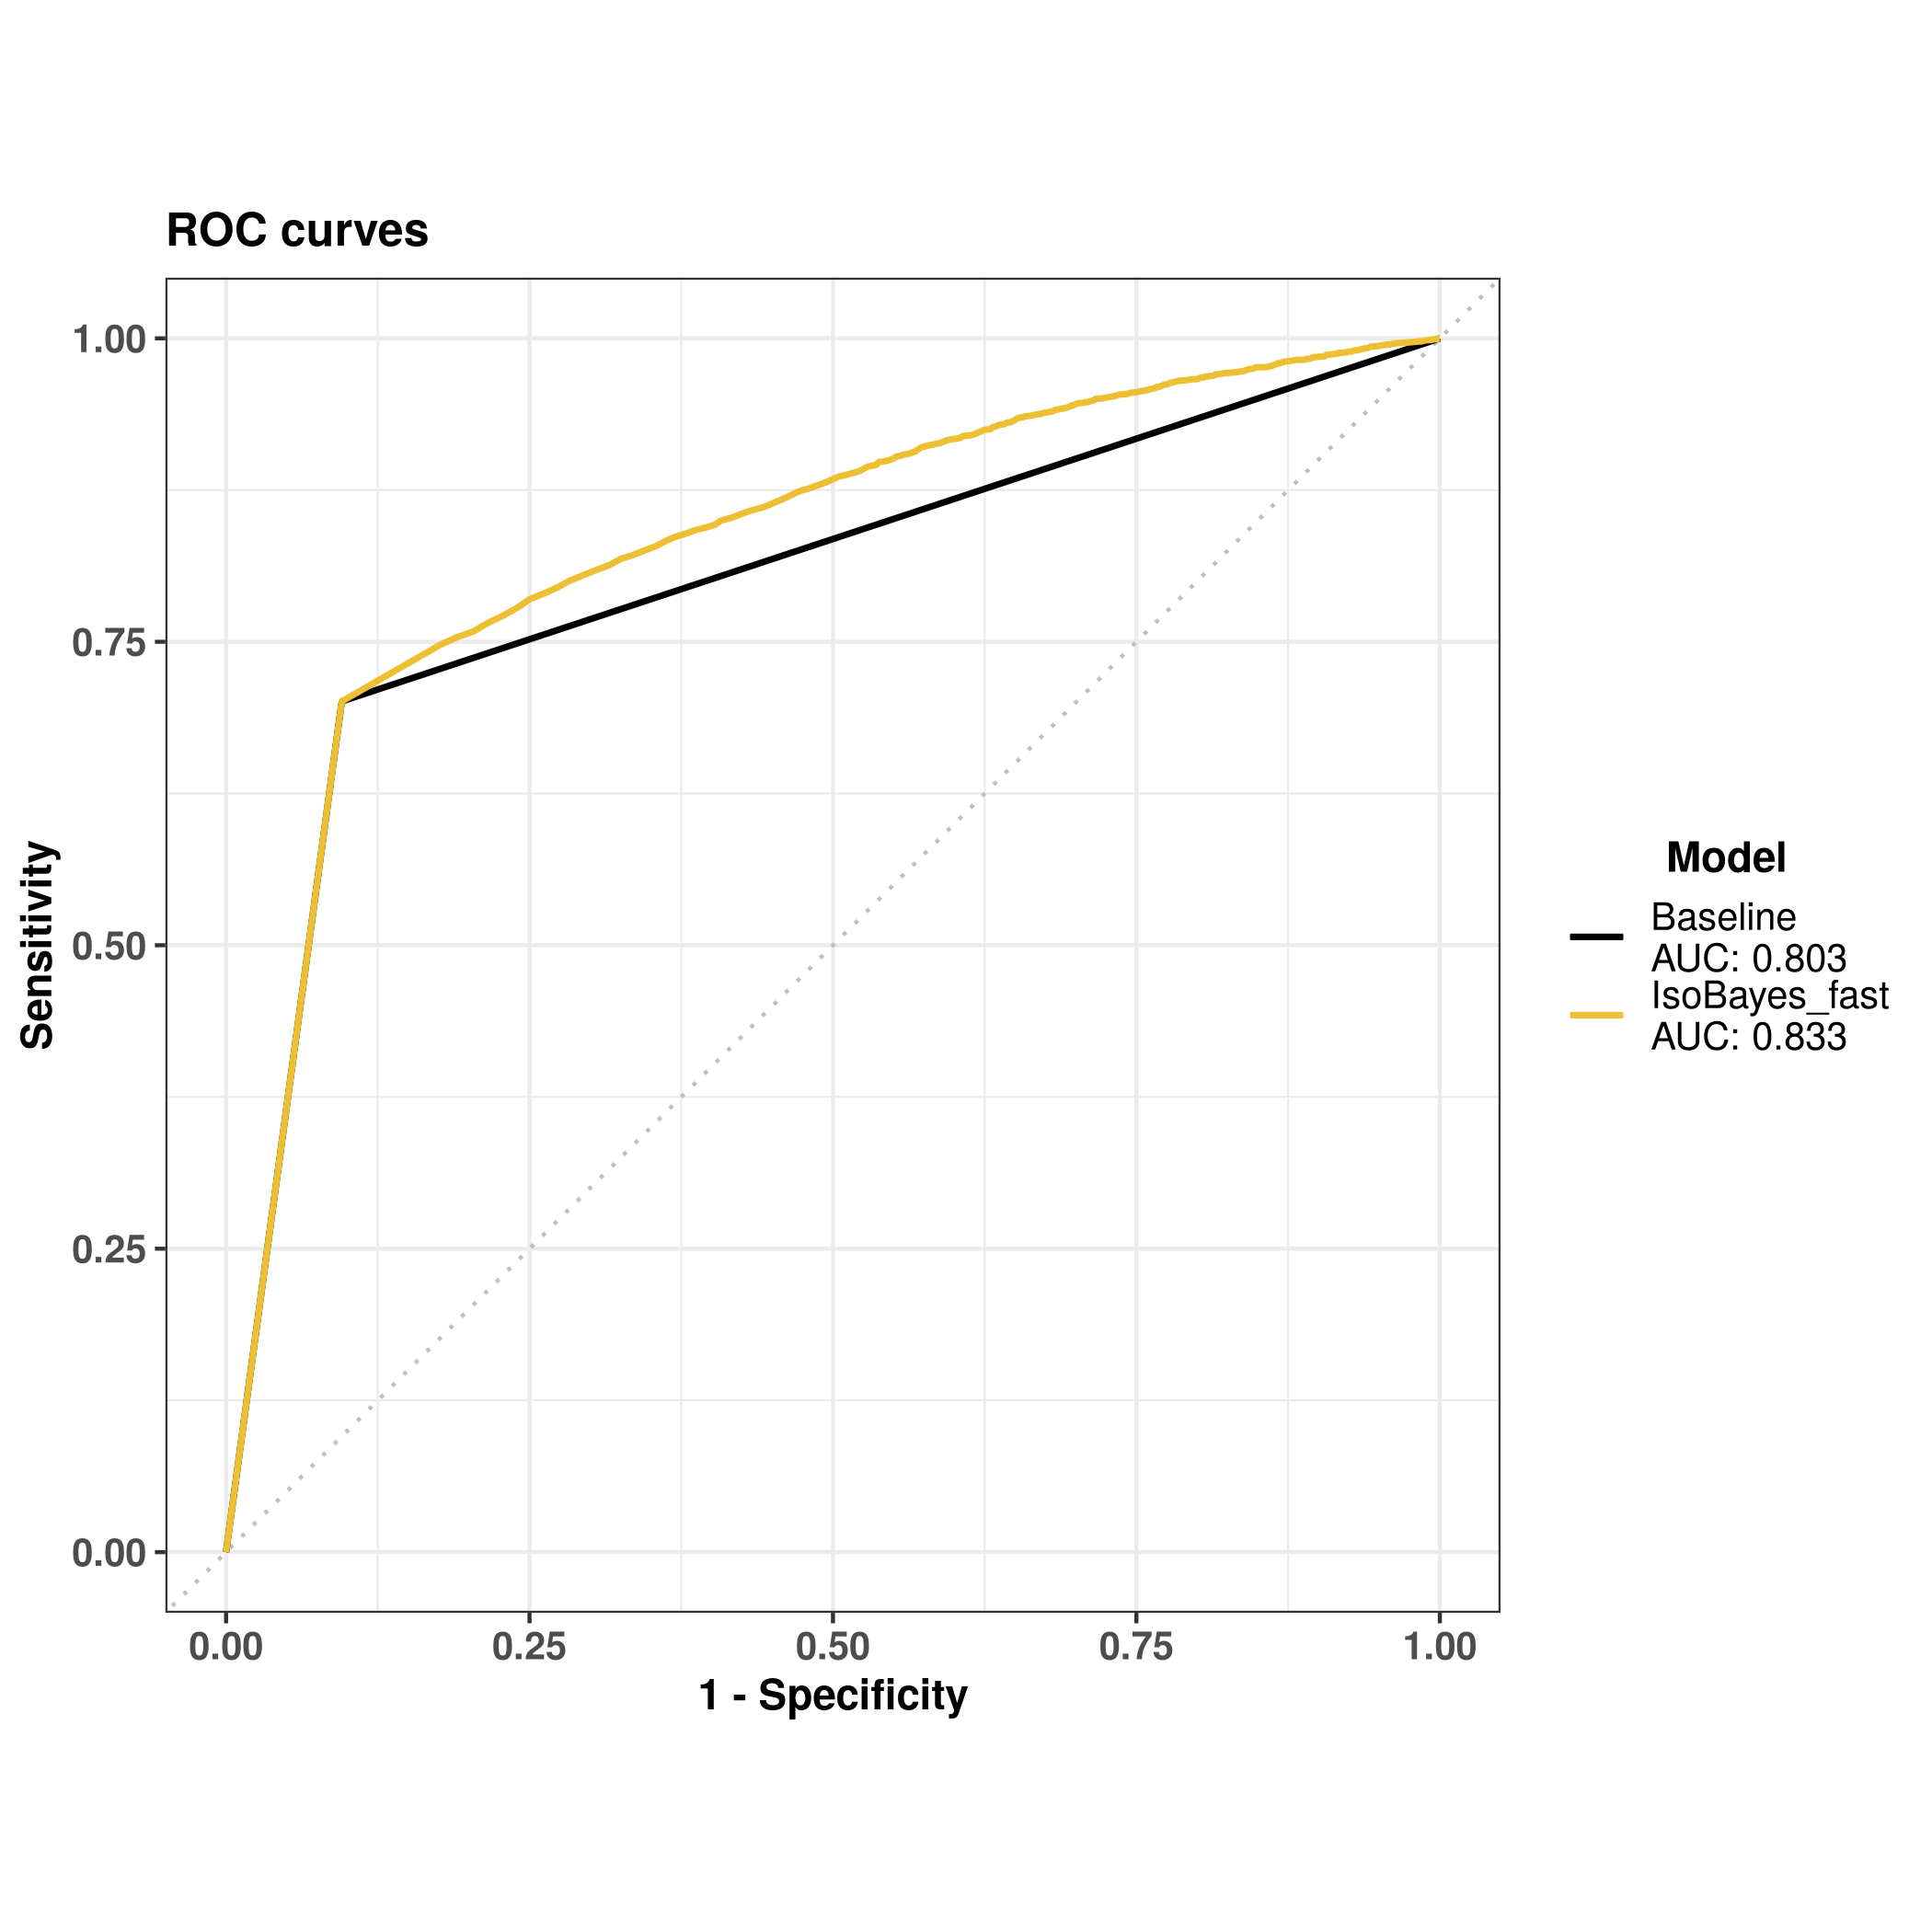 ROC curves
1.00
0.75
0.50
0.25
0.00
Sensitivity
0.00 0.25 0.50 0.75 1.00
1 - Specificity
Model
Baseline
AUC: 0.803
IsoBayes_fast
AUC: 0.833